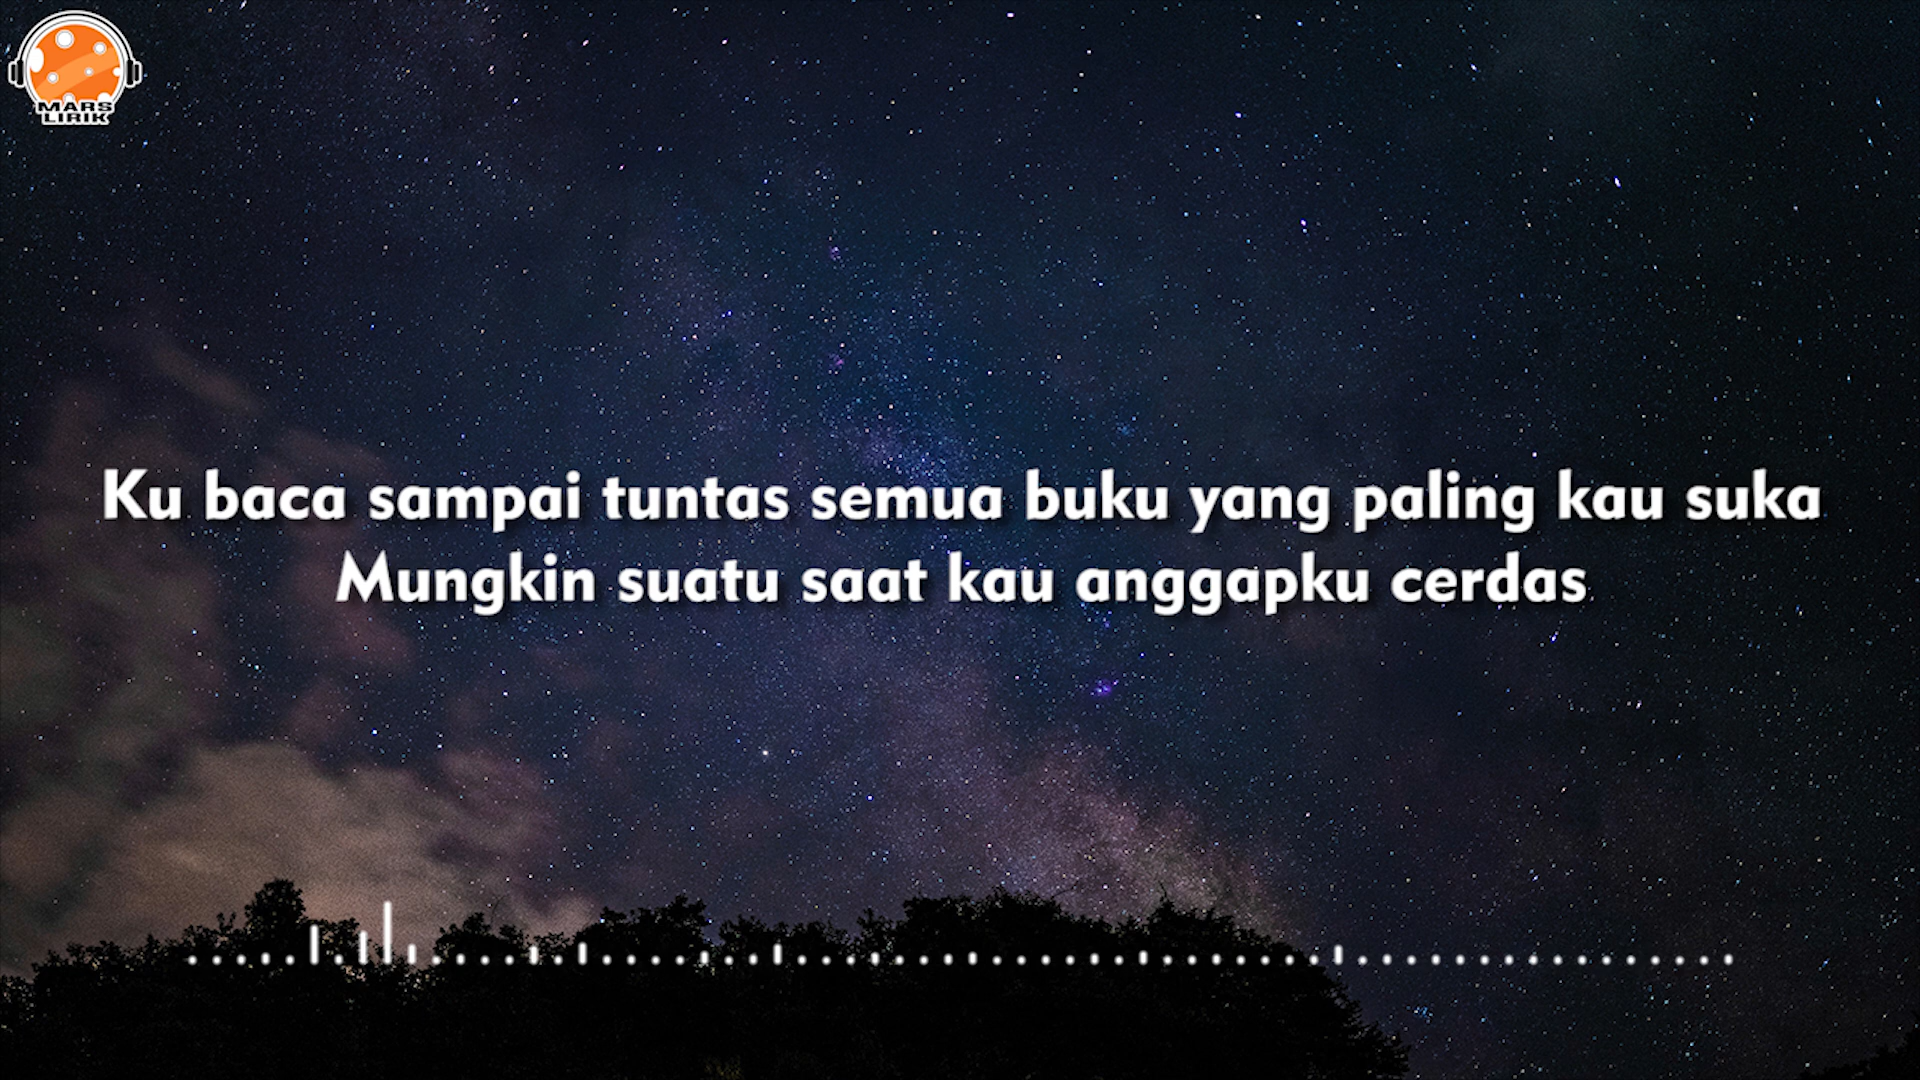 MARS
LIRIK
Ku baca sampai tuntas semua buku yang paling kau suka
Mungkin suatu saat kau anggapku cerdas